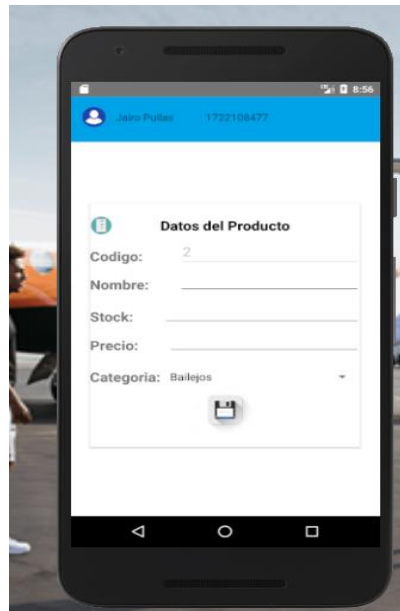 8:56
Jairo Pullas 1722108477
Datos del Producto
Codigo: 2
Nombre:
Stock:
Precio:
Categoria: Bailejos